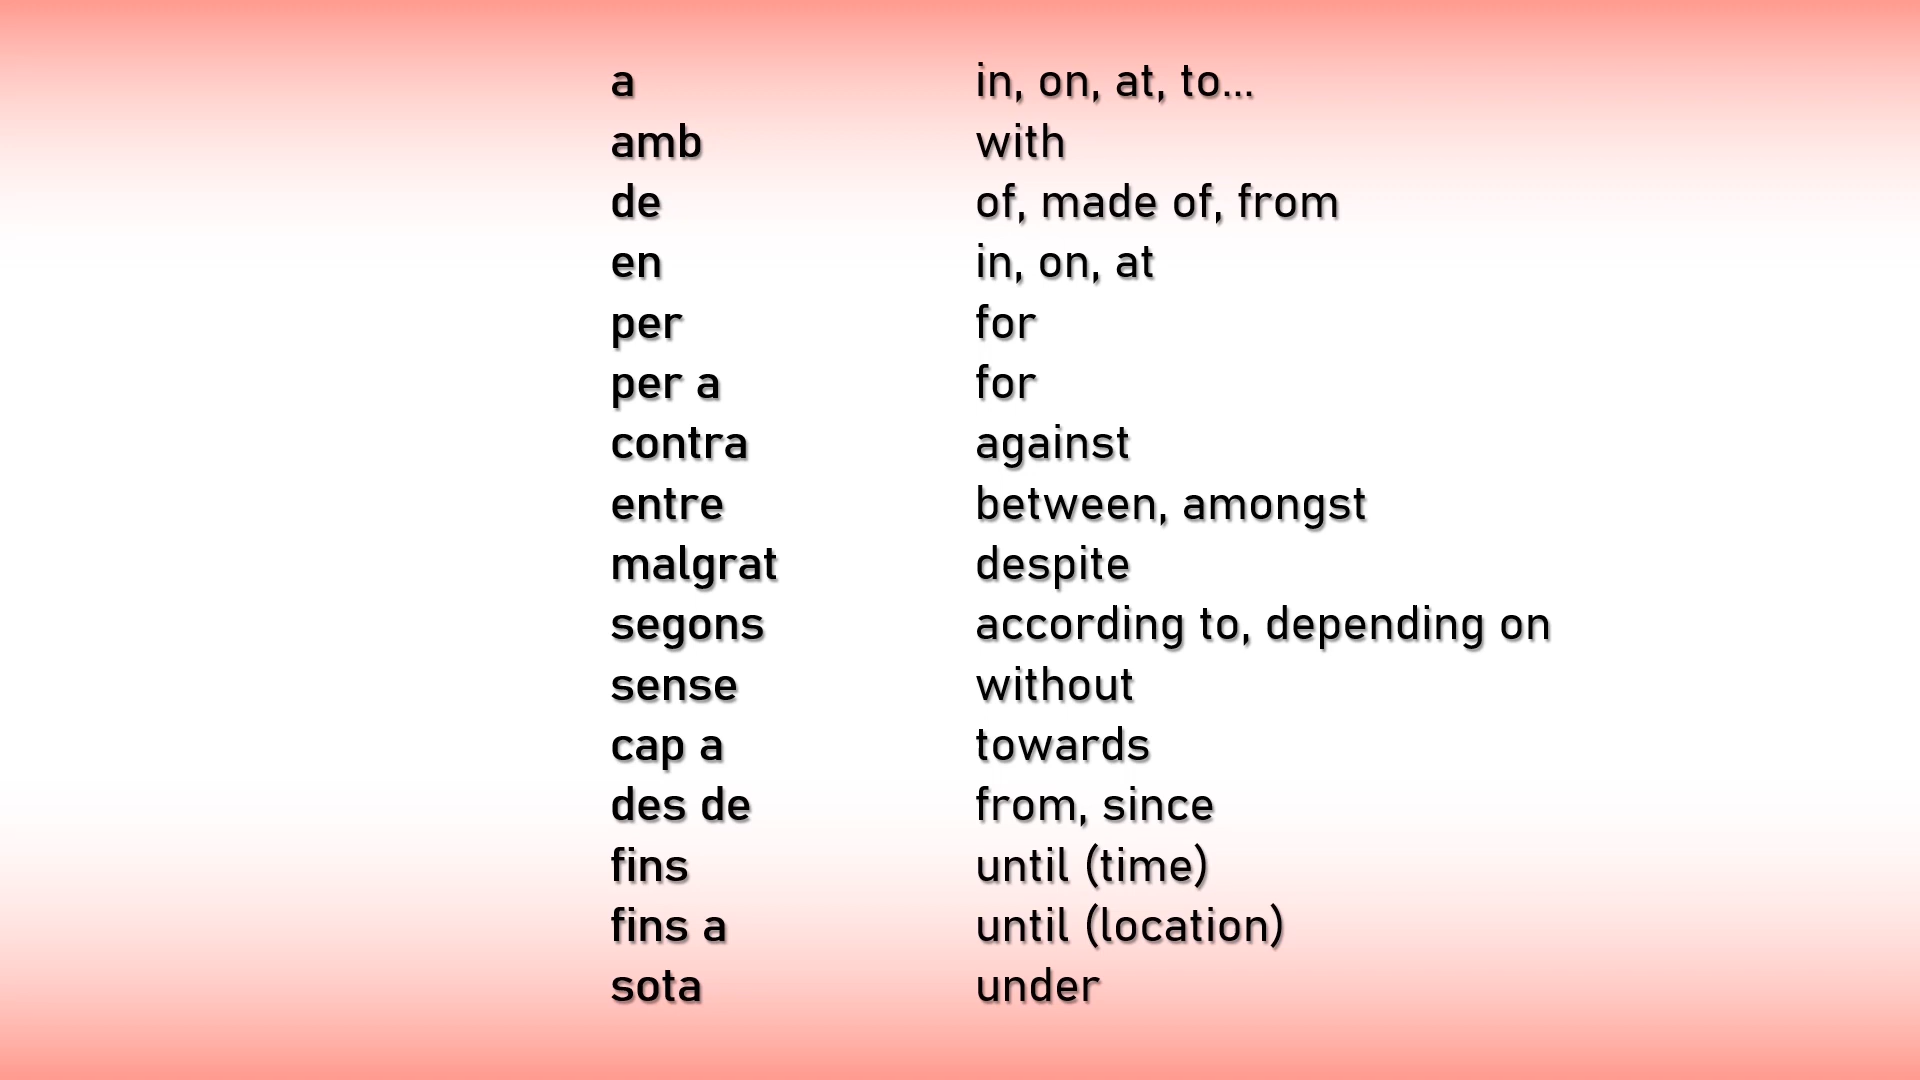 a in, on, at, to...
amb with
de of, made of, from
en in, on, at
per for
per a for
contra against
entre between, amongst
malgrat despite
segons according to, depending on
sense without
cap a towards
des de from, since
fins until (time)
fins a until (location)
sota under